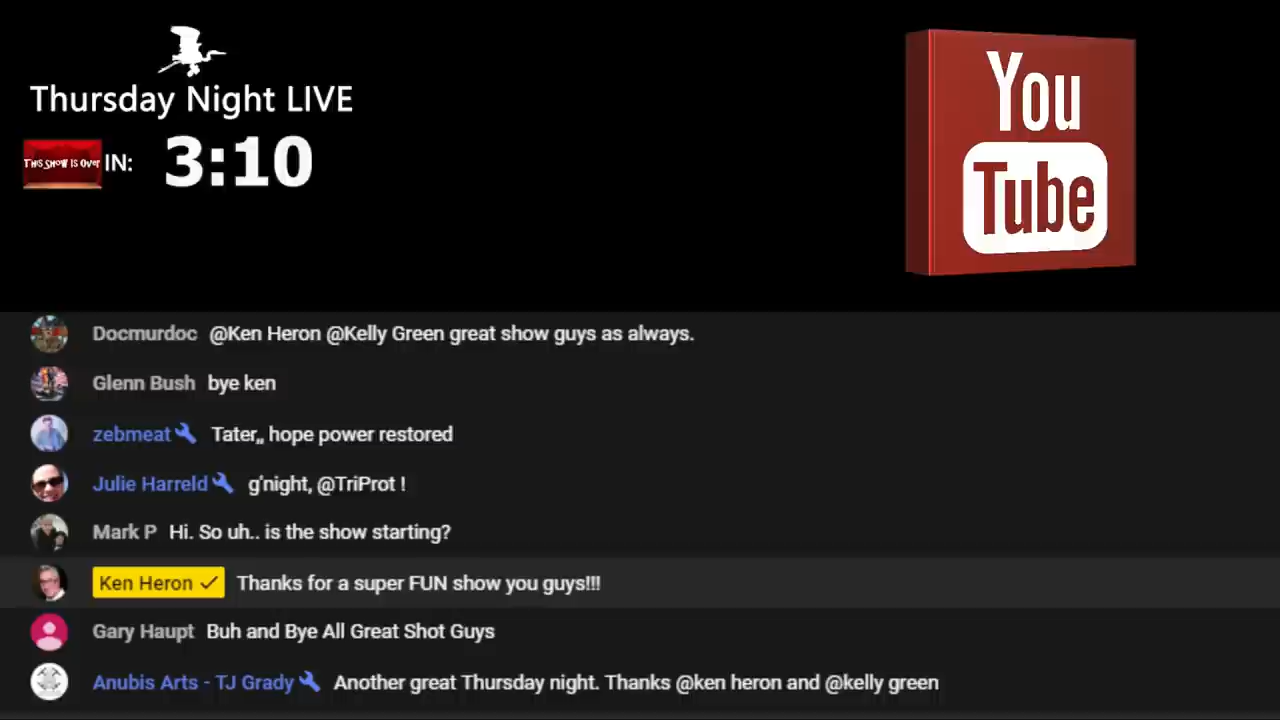 Thursday Night LIVE
THIS SHOW IS OVER IN: 3:10
You
Tube
Docmurdoc @Ken Heron @Kelly Green great show guys as always.
Glenn Bush bye ken
zebmeat Tater,, hope power restored
Julie Harreld g'night, @TriProt !
Mark P Hi. So uh.. is the show starting?
Ken Heron Thanks for a super FUN show you guys!!!
Gary Haupt Buh and Bye All Great Shot Guys
Anubis Arts - TJ Grady Another great Thursday night. Thanks @ken heron and @kelly green